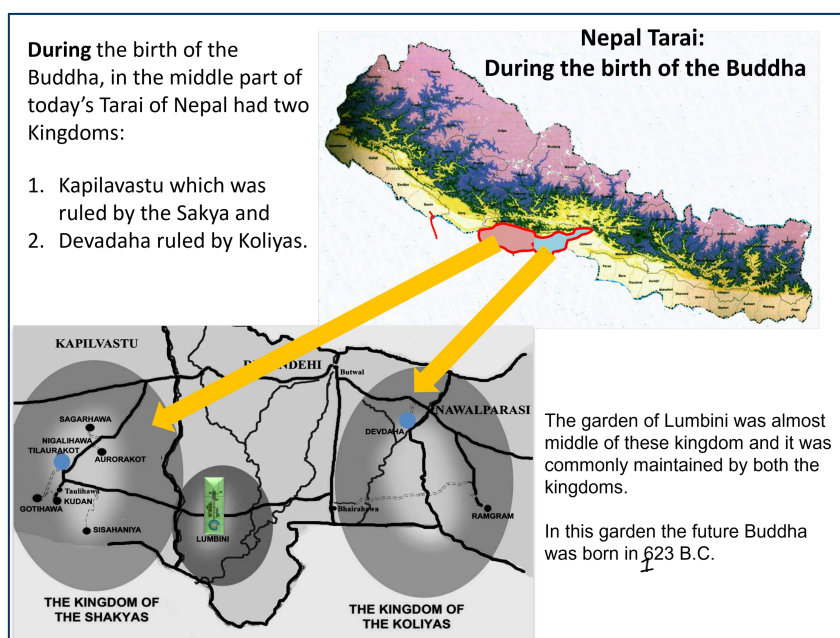 During the birth of the
Buddha, in the middle part of
today's Tarai of Nepal had two
Kingdoms:
1. Kapilavastu which was
ruled by the Sakya and
2. Devadaha ruled by Koliyas.
Nepal Tarai:
During the birth of the Buddha
KAPILVASTU
NDEHI
Butwal
NAWALPARASI
SAGARHAWA
DEVDAHA
NIGALIHAWA
TILAURAKOT
AURORAKOT
Taulihawa
KUDAN
GOTIHAWA
Bhairahawa
RAMGRAM
SISAHANIYA
LUMBINI
THE KINGDOM OF
THE SHAKYAS
THE KINGDOM OF
THE KOLIYAS
The garden of Lumbini was almost
middle of these kingdom and it was
commonly maintained by both the
kingdoms.
In this garden the future Buddha
was born in 623 B.C.